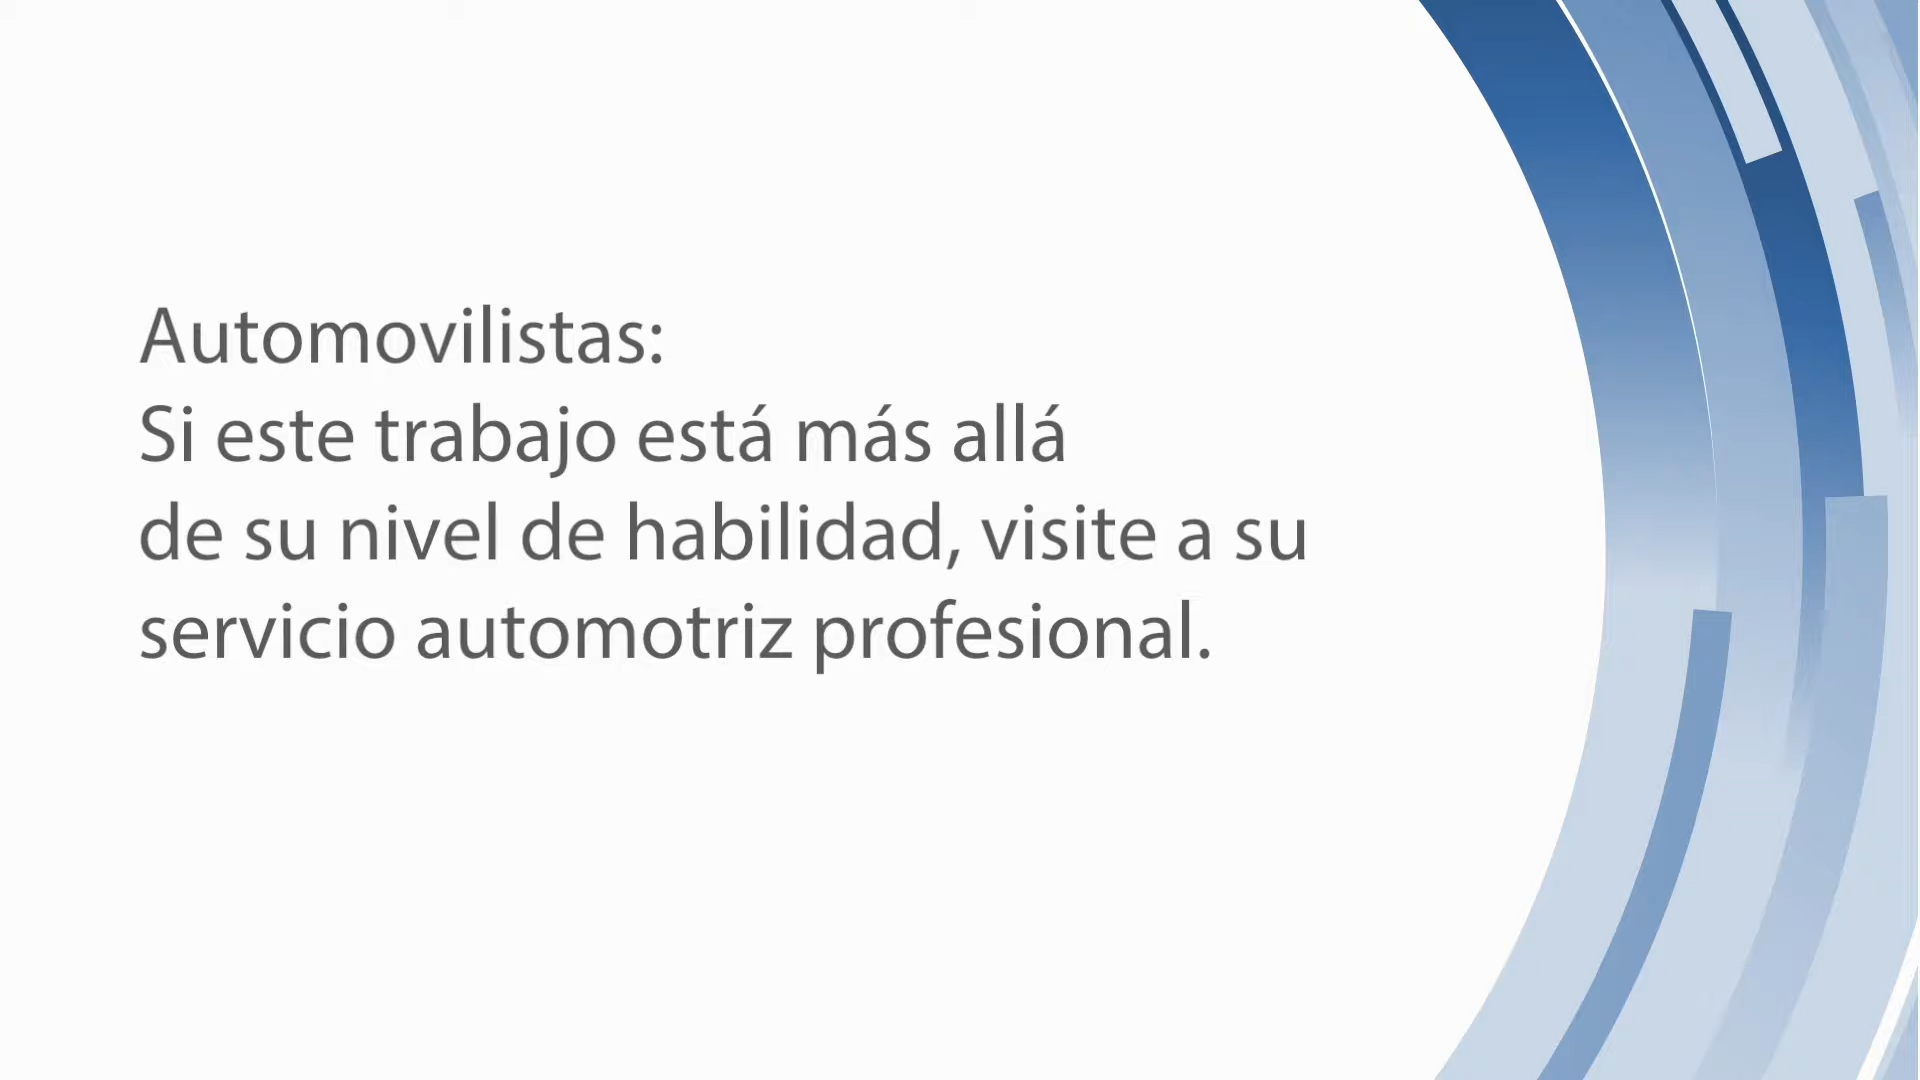 Automovilistas:
Si este trabajo está más allá
de su nivel de habilidad, visite a su
servicio automotriz profesional.